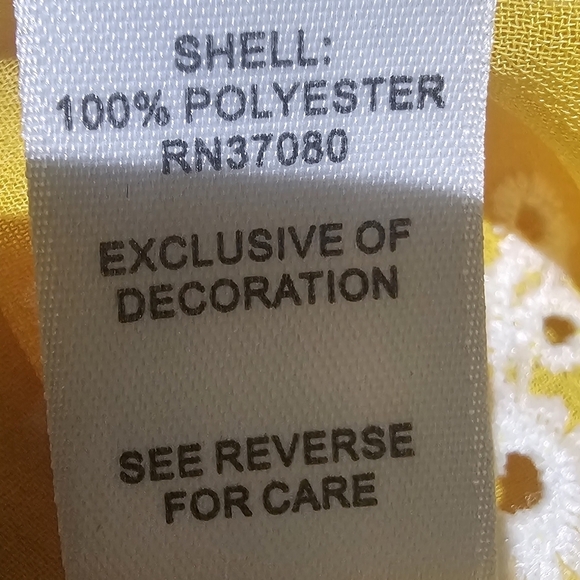 SHELL:
100% POLYESTER
RN37080
EXCLUSIVE OF
DECORATION
SEE REVERSE
FOR CARE